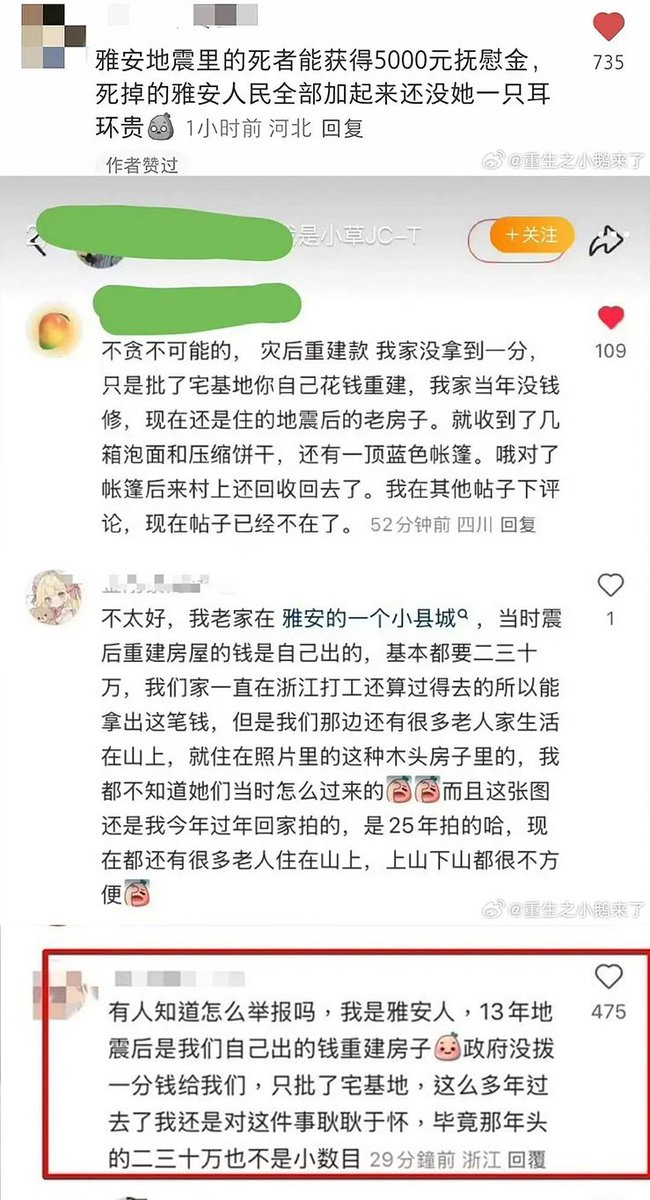 雅安地震里的死者能获得5000元抚慰金，
735
死掉的雅安人民全部加起来还没她一只耳
环贵 1小时前 河北 回复
作者赞过
@重生之小鹅来了
是小草JC-T
+关注
109
不贪不可能的， 灾后重建款 我家没拿到一分，
只是批了宅基地你自己花钱重建，我家当年没钱
修，现在还是住的地震后的老房子。就收到了几
箱泡面和压缩饼干，还有一顶蓝色帐篷。哦对了
帐篷后来村上还回收回去了。我在其他帖子下评
论，现在帖子已经不在了。 52分钟前 四川 回复
1
不太好，我老家在 雅安的一个小县城 ，当时震
后重建房屋的钱是自己出的，基本都要二三十
万，我们家一直在浙江打工还算过得去的所以能
拿出这笔钱，但是我们那边还有很多老人家生活
在山上，就住在照片里的这种木头房子里的，我
都不知道她们当时怎么过来的 而且这张图
还是我今年过年回家拍的，是25年拍的哈，现
在都还有很多老人住在山上，上山下山都很不方
便
@重生之小鹅来了
475
有人知道怎么举报吗，我是雅安人，13年地
震后是我们自己出的钱重建房子 政府没拨
一分钱给我们，只批了宅基地，这么多年过
去了我还是对这件事耿耿于怀，毕竟那年头
的二三十万也不是小数目 29分鐘前 浙江 回覆